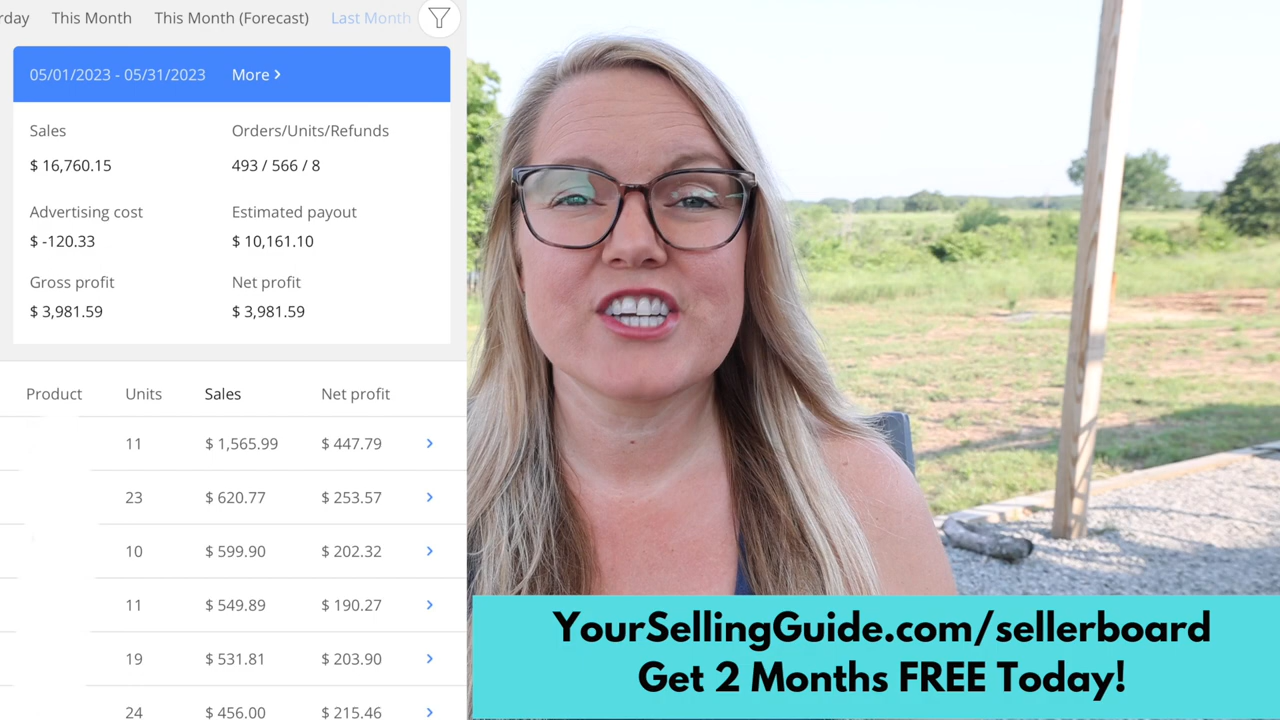 rday This Month This Month (Forecast) Last Month
05/01/2023 - 05/31/2023 More
Sales Orders/Units/Refunds
$ 16,760.15 493 / 566 / 8
Advertising cost Estimated payout
$ -120.33 $ 10,161.10
Gross profit Net profit
$ 3,981.59 $ 3,981.59
Product Units Sales Net profit
11 $ 1,565.99 $ 447.79
23 $ 620.77 $ 253.57
10 $ 599.90 $ 202.32
11 $ 549.89 $ 190.27
19 $ 531.81 $ 203.90
24 $ 456.00 $ 215.46
YourSellingGuide.com/sellerboard
Get 2 Months FREE Today!